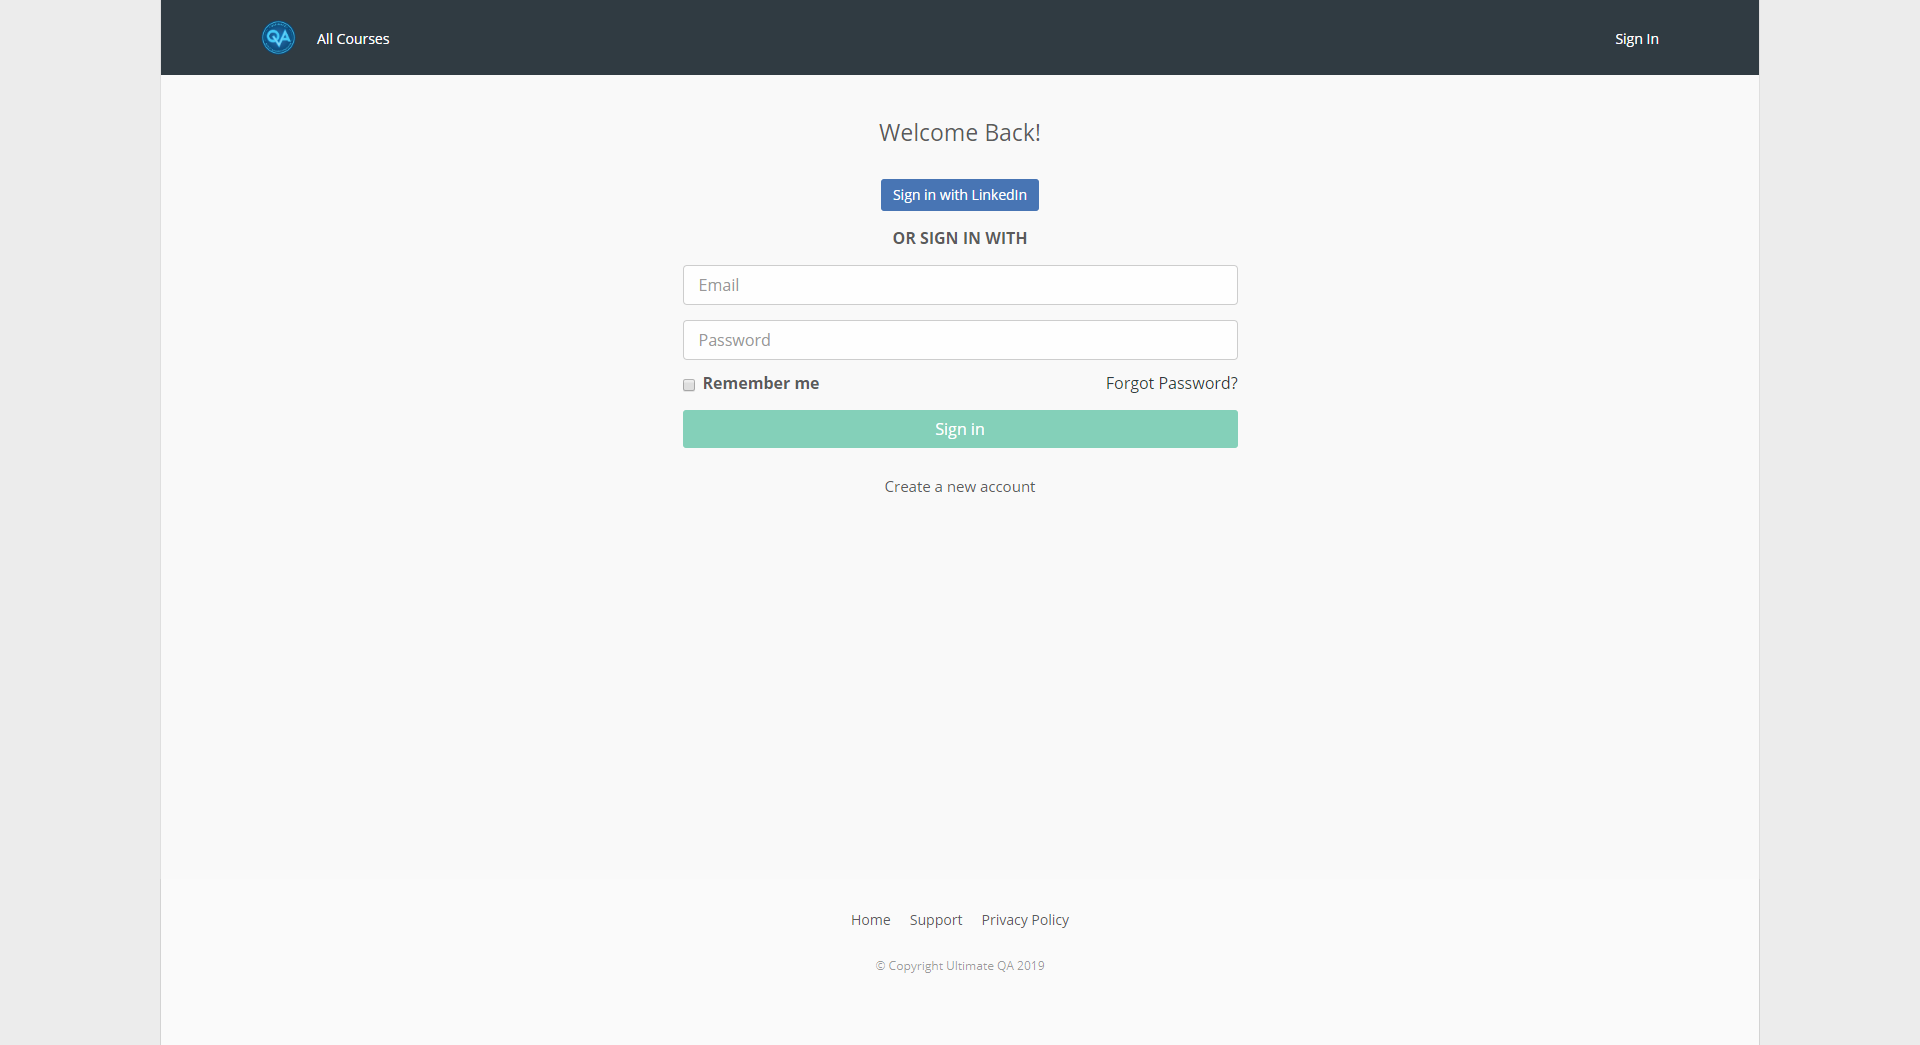 QA
All Courses
Sign In
Welcome Back!
Sign in with LinkedIn
OR SIGN IN WITH
Email
Password
Remember me
Forgot Password?
Sign in
Create a new account
Home Support Privacy Policy
© Copyright Ultimate QA 2019